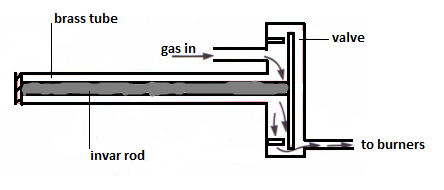 brass tube
valve
gas in
invar rod
to burners